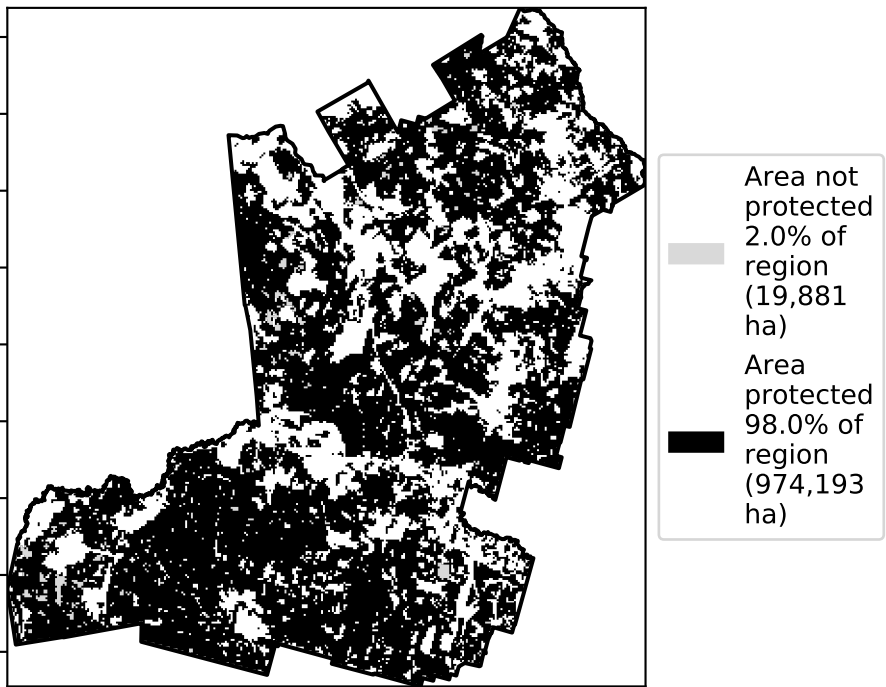 Area not
protected
2.0% of
region
(19,881
ha)
Area
protected
98.0% of
region
(974,193
ha)